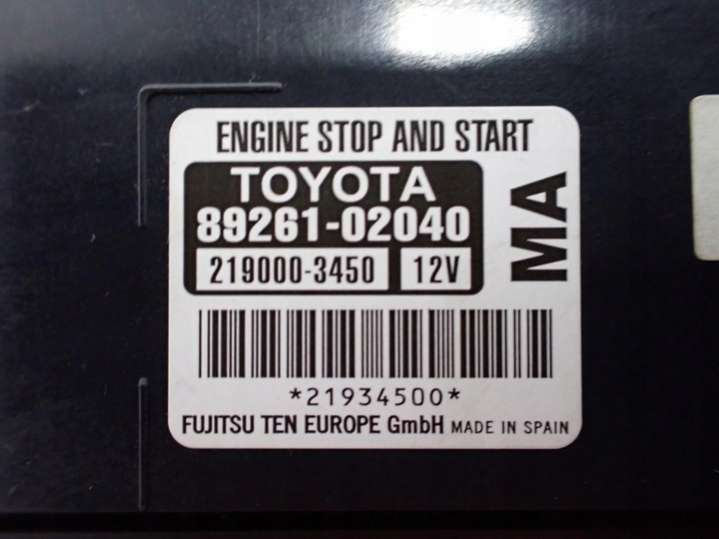 ENGINE STOP AND START
TOYOTA
89261-02040
219000-3450 12V
MA
*21934500*
FUJITSU TEN EUROPE GmbH MADE IN SPAIN